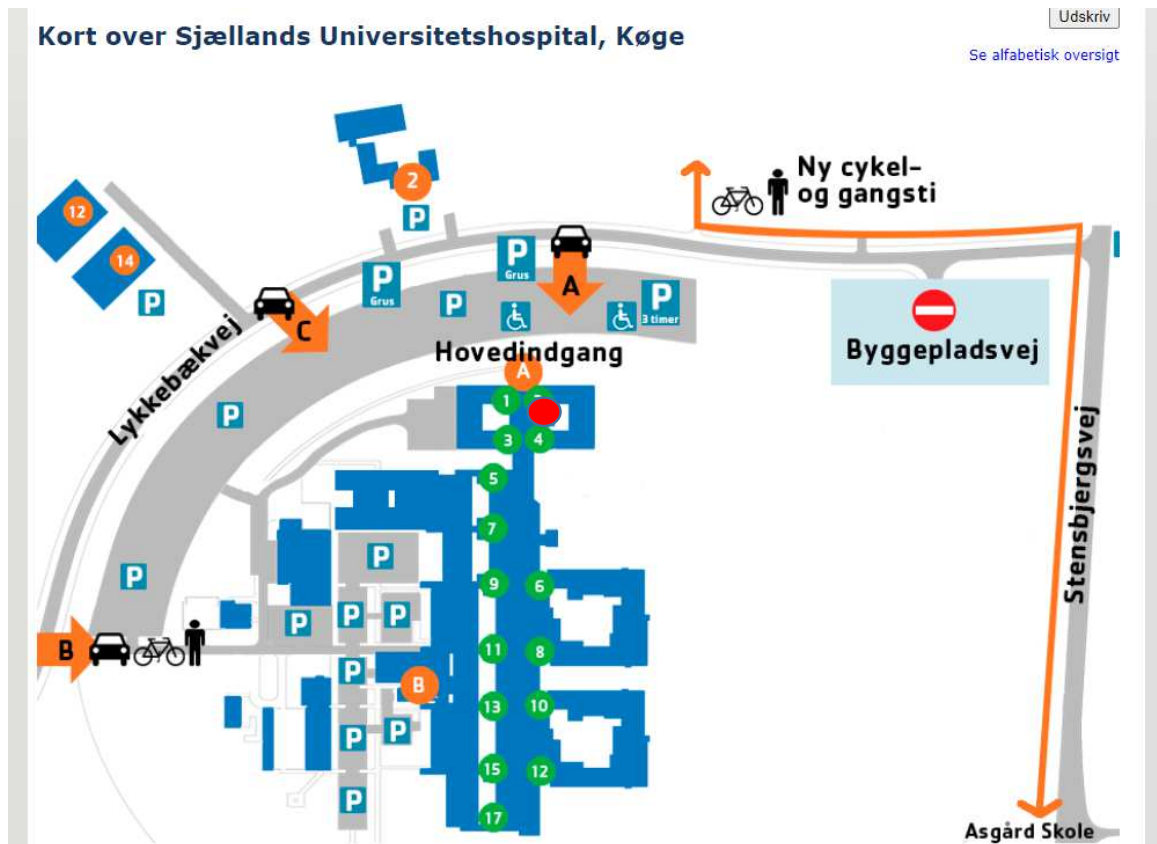 Udskriv
Kort over Sjællands Universitetshospital, Køge
Se alfabetisk oversigt
Ny cykel-
og gangsti
2
12
P
14
P
Grus
A
P
Grus
P
P
3 timer
P
C
Hovedindgang
Byggepladsvej
Lykkebækvej
A
1
P
3
4
Stensbjergsvej
5
7
P
P
9
6
P
P
P
B
11
8
P
B
13
10
P
P
15
12
P
17
Asgård Skole